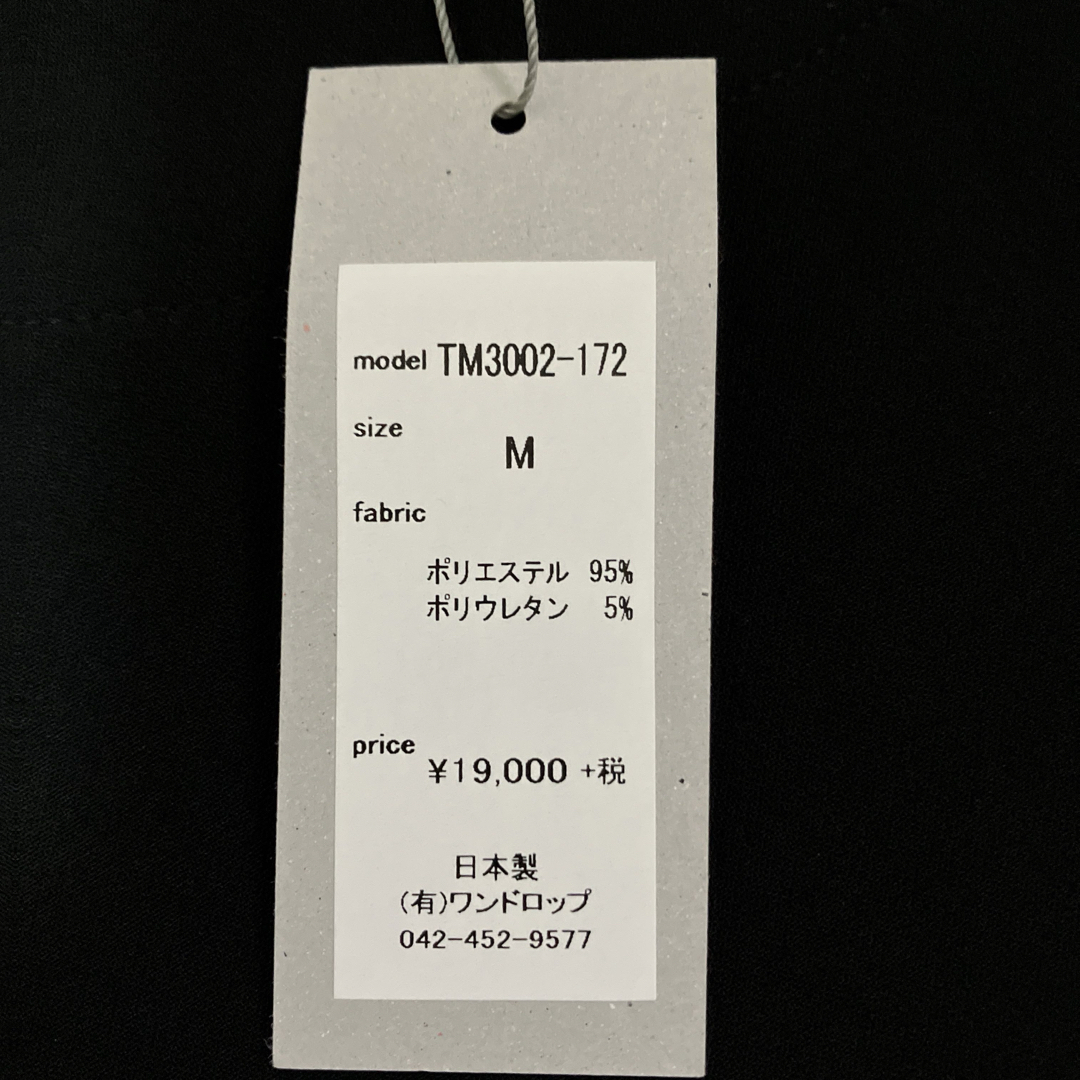 model TM3002-172
size
M
fabric
ポリエステル 95%
ポリウレタン 5%
price
¥19,000 +税
日本製
(有)ワンドロップ
042-452-9577